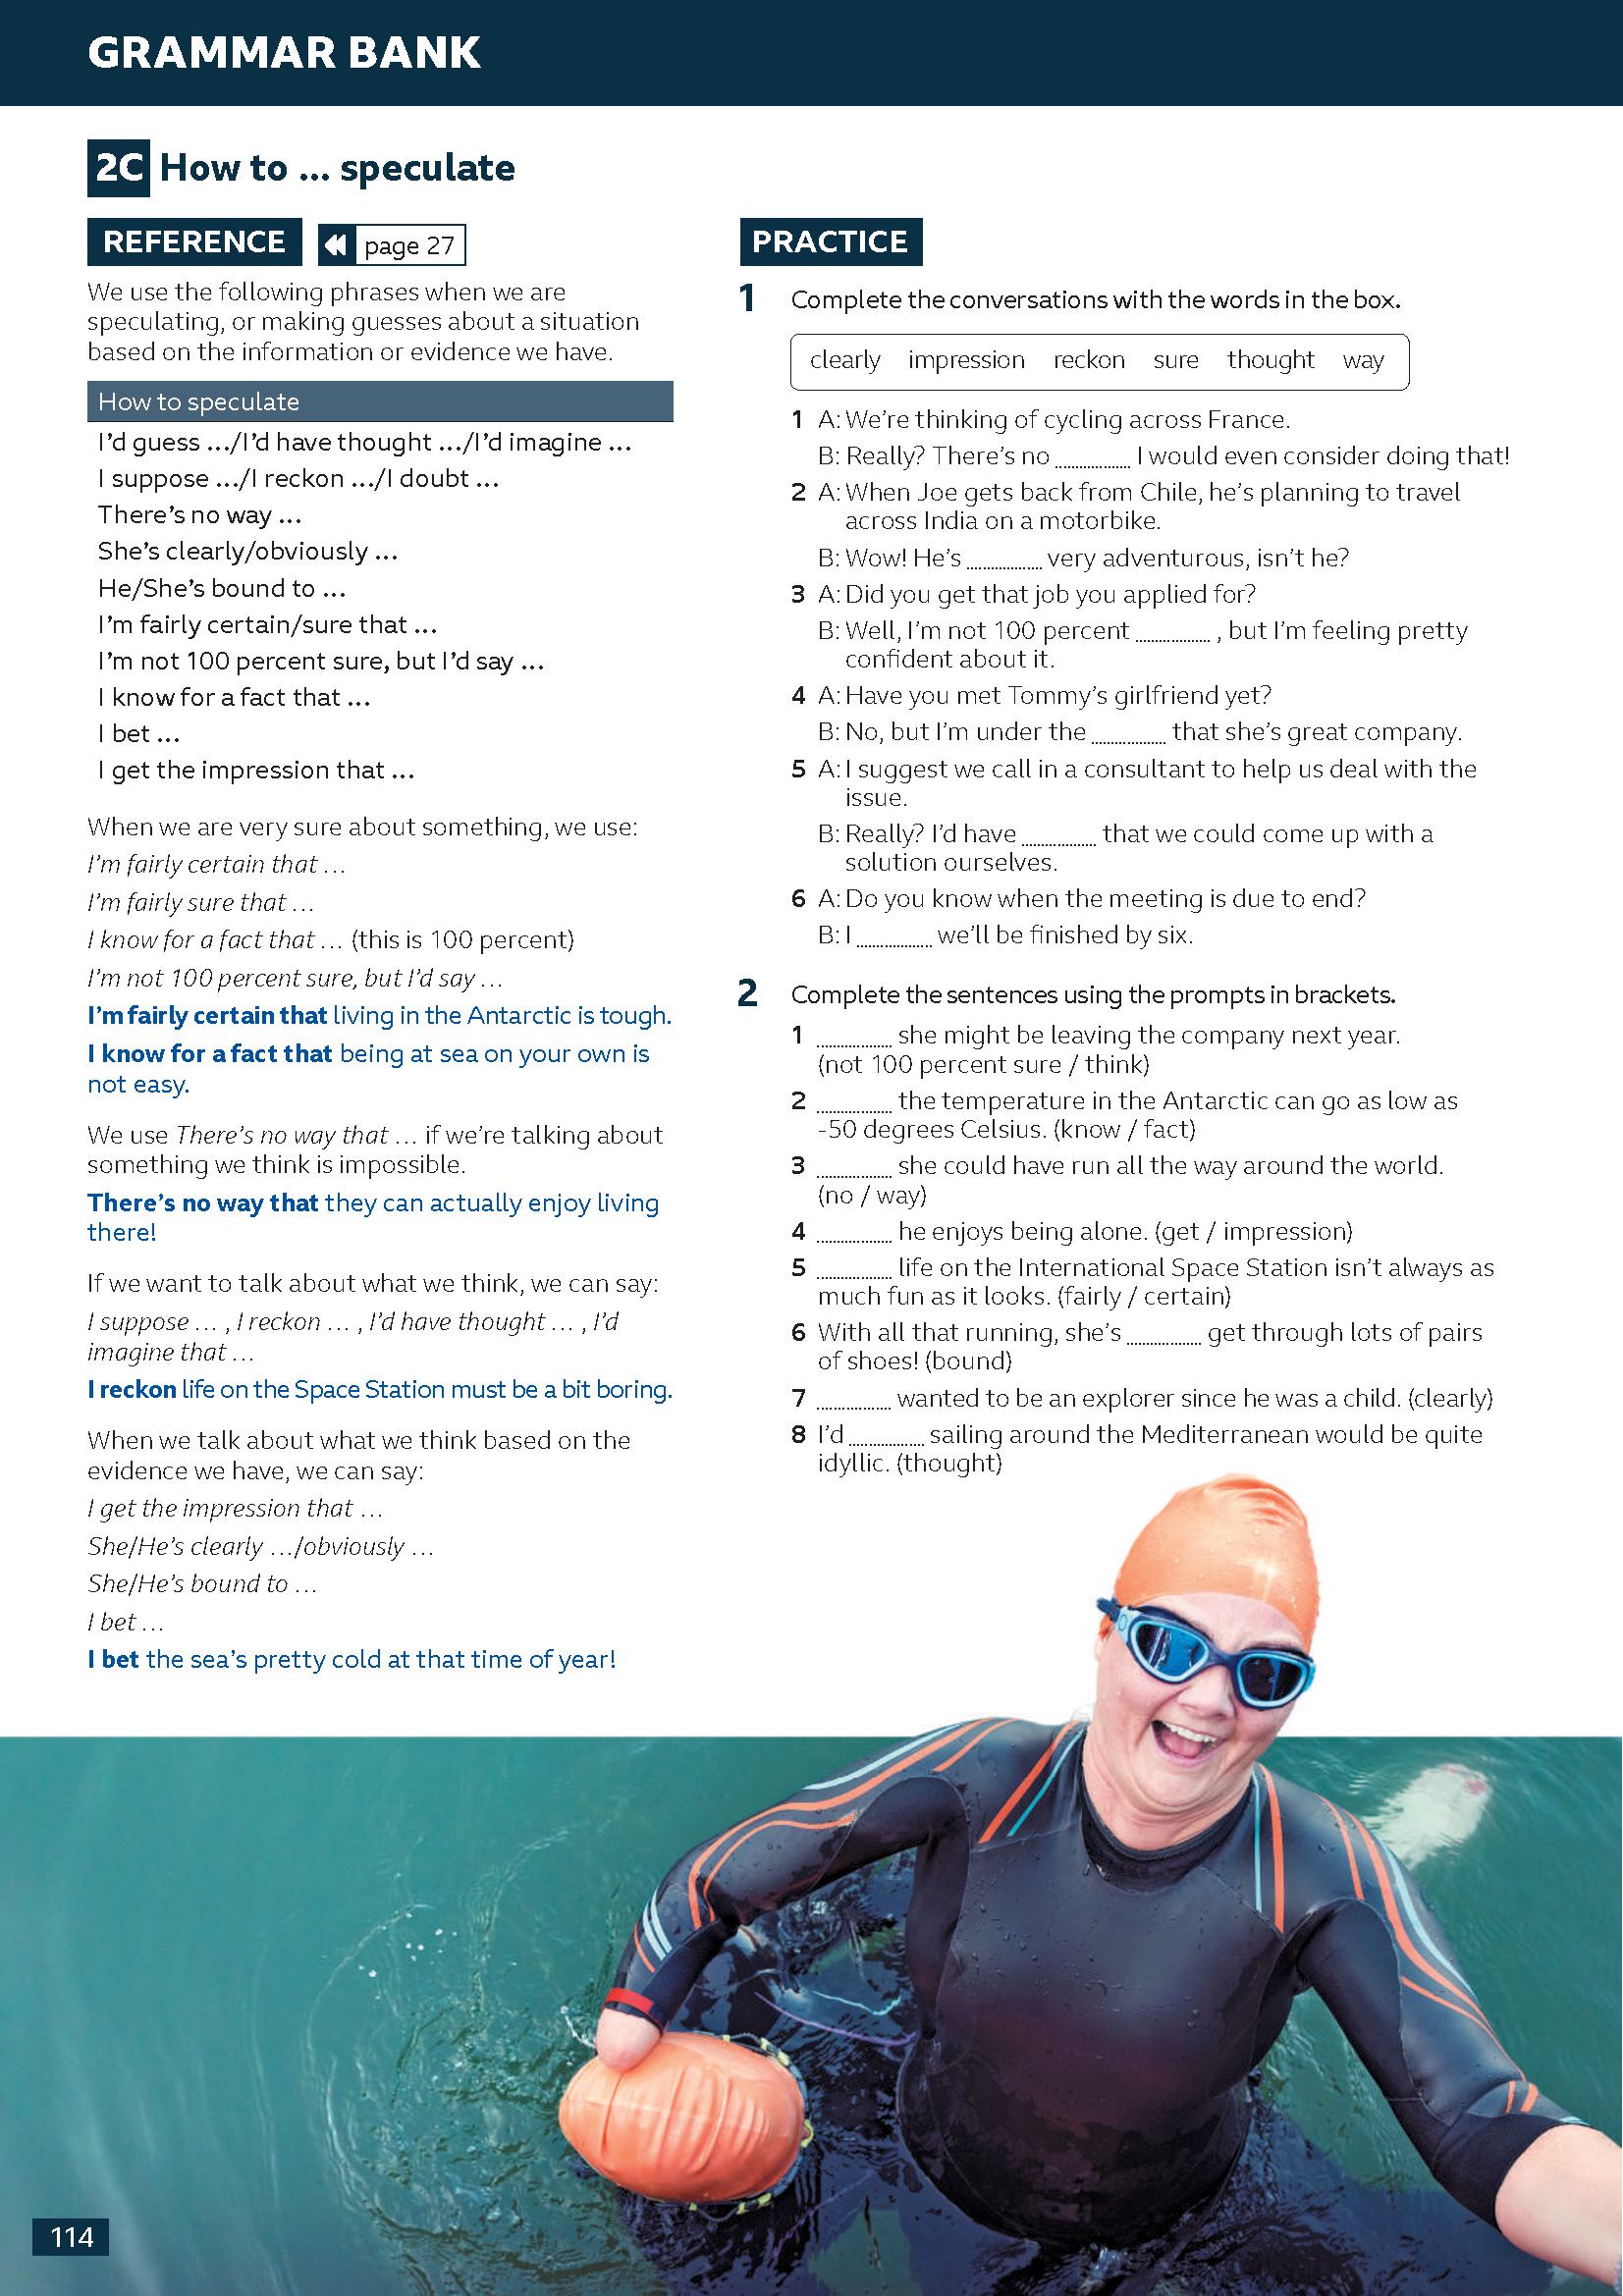 GRAMMAR BANK
2C How to … speculate
REFERENCE page 27
We use the following phrases when we are
speculating, or making guesses about a situation
based on the information or evidence we have.
How to speculate
I'd guess …/I'd have thought …/I'd imagine …
I suppose …/I reckon …/I doubt …
There's no way …
She's clearly/obviously …
He/She's bound to …
I'm fairly certain/sure that …
I'm not 100 percent sure, but I'd say …
I know for a fact that …
I bet …
I get the impression that …
When we are very sure about something, we use:
I'm fairly certain that …
I'm fairly sure that …
I know for a fact that … (this is 100 percent)
I'm not 100 percent sure, but I'd say …
I'm fairly certain that living in the Antarctic is tough.
I know for a fact that being at sea on your own is
not easy.
We use There's no way that … if we're talking about
something we think is impossible.
There's no way that they can actually enjoy living
there!
If we want to talk about what we think, we can say:
I suppose … , I reckon … , I'd have thought … , I'd
imagine that …
I reckon life on the Space Station must be a bit boring.
When we talk about what we think based on the
evidence we have, we can say:
I get the impression that …
She/He's clearly …/obviously …
She/He's bound to …
I bet …
I bet the sea's pretty cold at that time of year!
PRACTICE
1 Complete the conversations with the words in the box.
clearly impression reckon sure thought way
1 A: We're thinking of cycling across France.
B: Really? There's no ........ I would even consider doing that!
2 A: When Joe gets back from Chile, he's planning to travel
across India on a motorbike.
B: Wow! He's ........ very adventurous, isn't he?
3 A: Did you get that job you applied for?
B: Well, I'm not 100 percent ........ , but I'm feeling pretty
confident about it.
4 A: Have you met Tommy's girlfriend yet?
B: No, but I'm under the ........ that she's great company.
5 A: I suggest we call in a consultant to help us deal with the
issue.
B: Really? I'd have ........ that we could come up with a
solution ourselves.
6 A: Do you know when the meeting is due to end?
B: I ........ we'll be finished by six.
2 Complete the sentences using the prompts in brackets.
1 ........ she might be leaving the company next year.
(not 100 percent sure / think)
2 ........ the temperature in the Antarctic can go as low as
-50 degrees Celsius. (know / fact)
3 ........ she could have run all the way around the world.
(no / way)
4 ........ he enjoys being alone. (get / impression)
5 ........ life on the International Space Station isn't always as
much fun as it looks. (fairly / certain)
6 With all that running, she's ........ get through lots of pairs
of shoes! (bound)
7 ........ wanted to be an explorer since he was a child. (clearly)
8 I'd ........ sailing around the Mediterranean would be quite
idyllic. (thought)
114